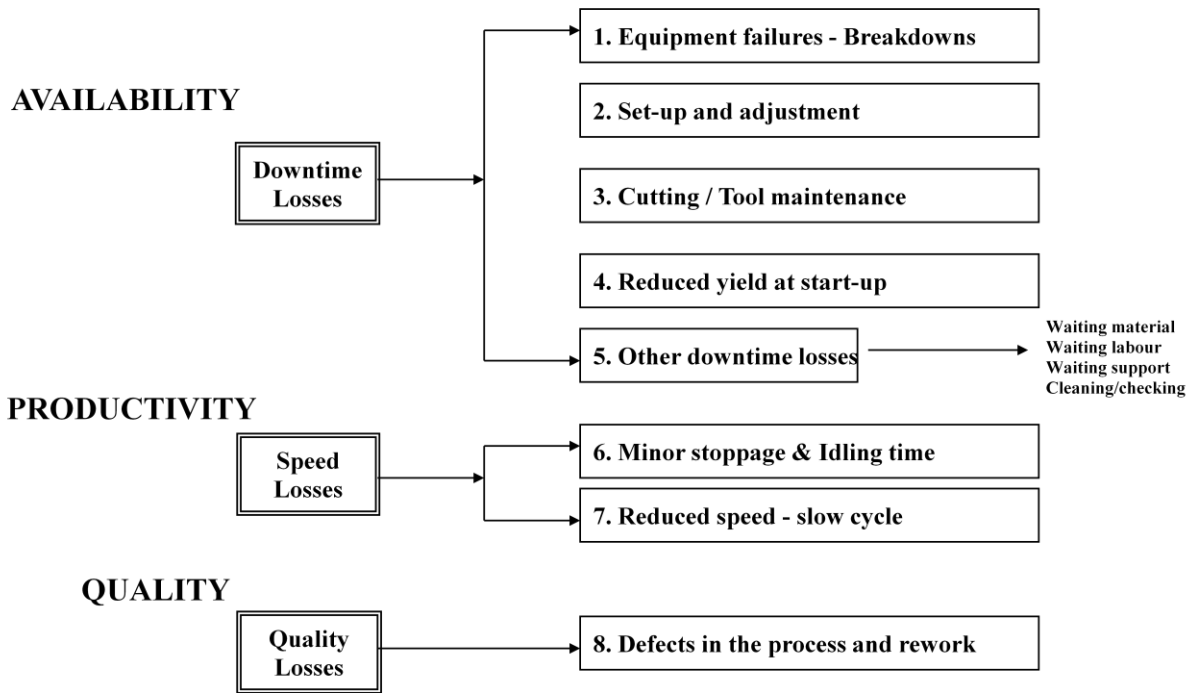 AVAILABILITY
Downtime
Losses
1. Equipment failures - Breakdowns
2. Set-up and adjustment
3. Cutting / Tool maintenance
4. Reduced yield at start-up
5. Other downtime losses
Waiting material
Waiting labour
Waiting support
Cleaning/checking
PRODUCTIVITY
Speed
Losses
6. Minor stoppage & Idling time
7. Reduced speed - slow cycle
QUALITY
Quality
Losses
8. Defects in the process and rework